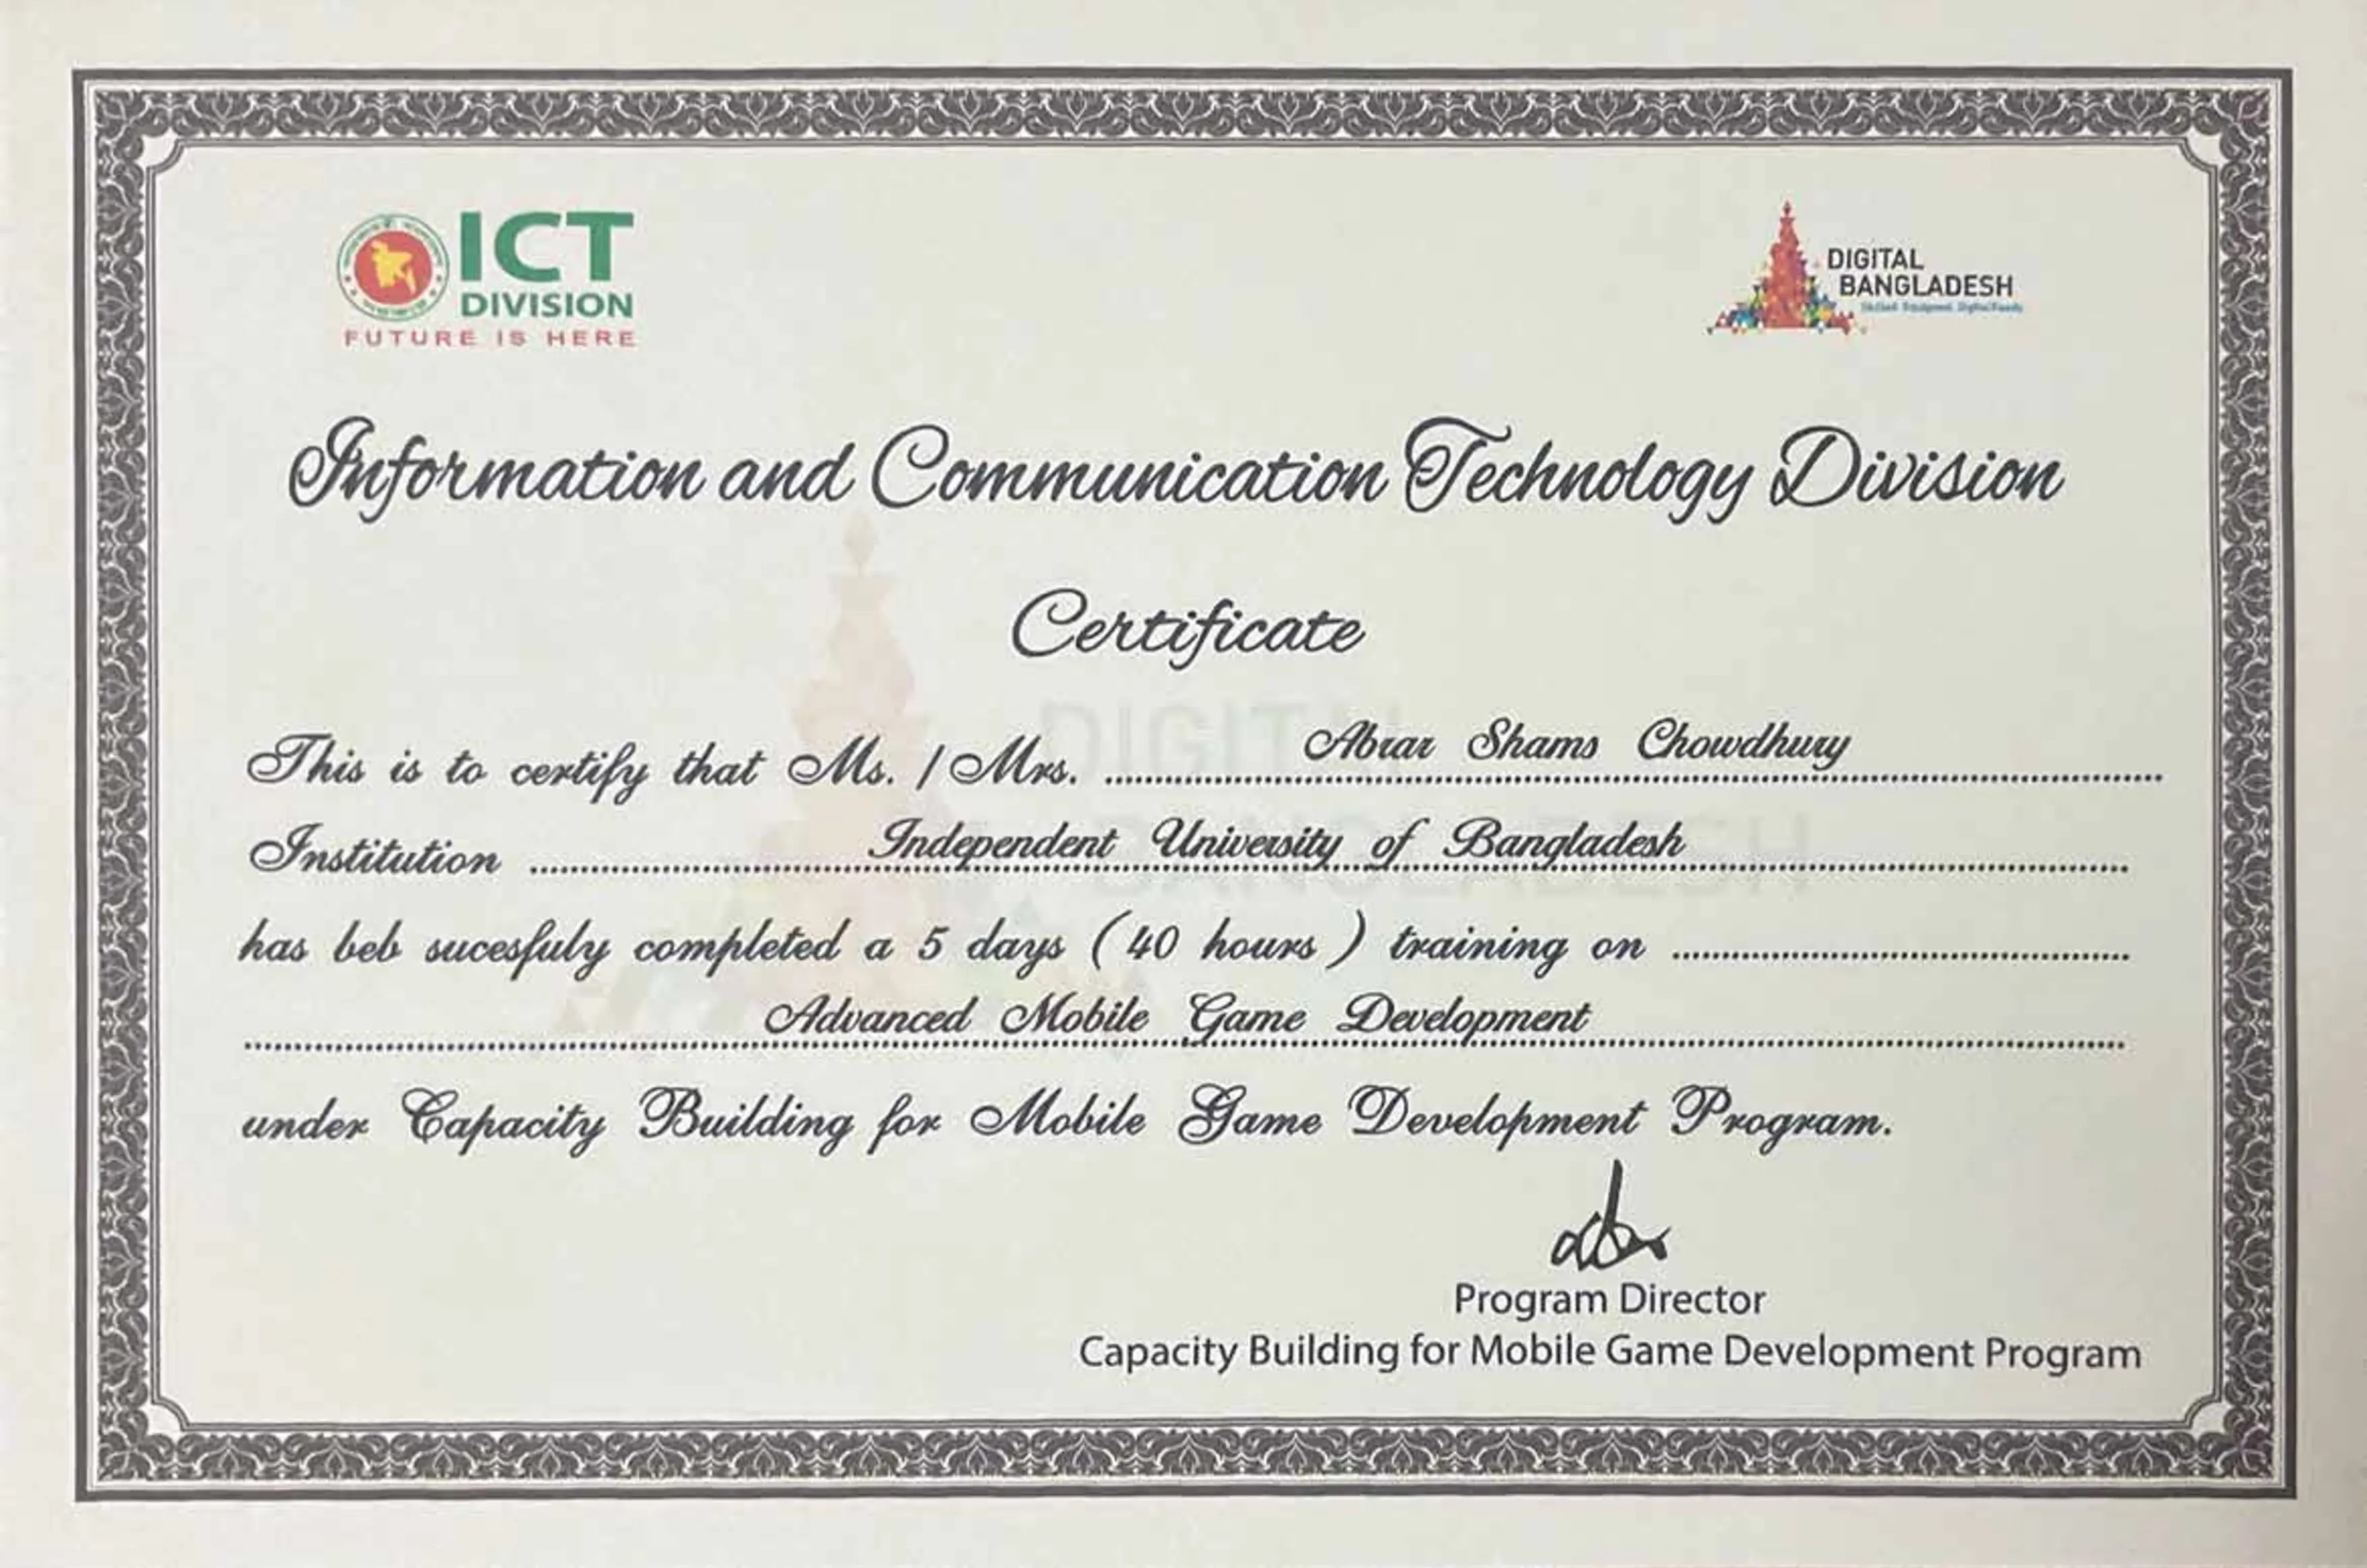 ICT
DIVISION
FUTURE IS HERE
DIGITAL
BANGLADESH
Information and Communication Technology Division
Certificate
This is to certify that Ms. / Mrs. Abrar Shams Chowdhury
Institution Independent University of Bangladesh
has beb sucesfuly completed a 5 days ( 40 hours ) training on
Advanced Mobile Game Development
under Capacity Building for Mobile Game Development Program.
Program Director
Capacity Building for Mobile Game Development Program